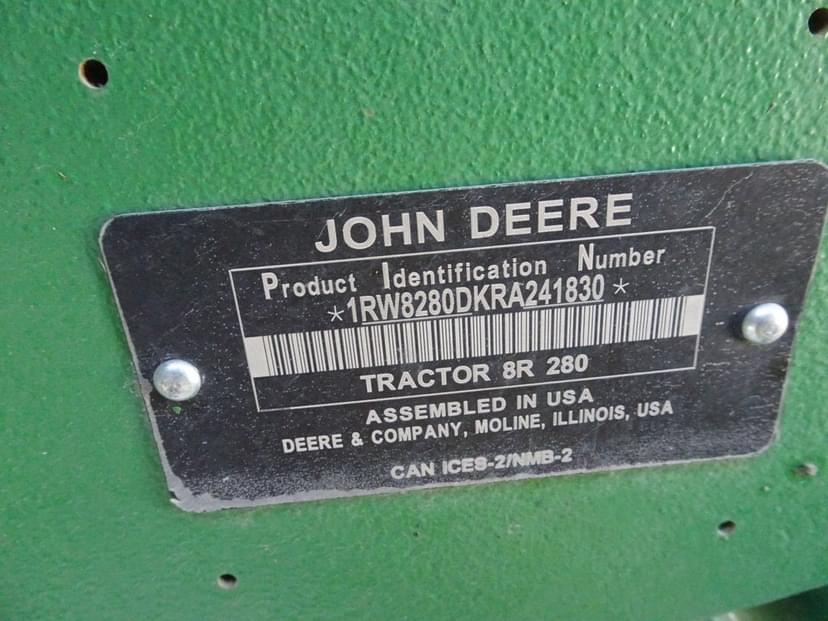 JOHN DEERE
Product Identification Number
*1RW8280DKRA241830*
TRACTOR 8R 280
ASSEMBLED IN USA
DEERE & COMPANY, MOLINE, ILLINOIS, USA
CAN ICES-2/NMB-2